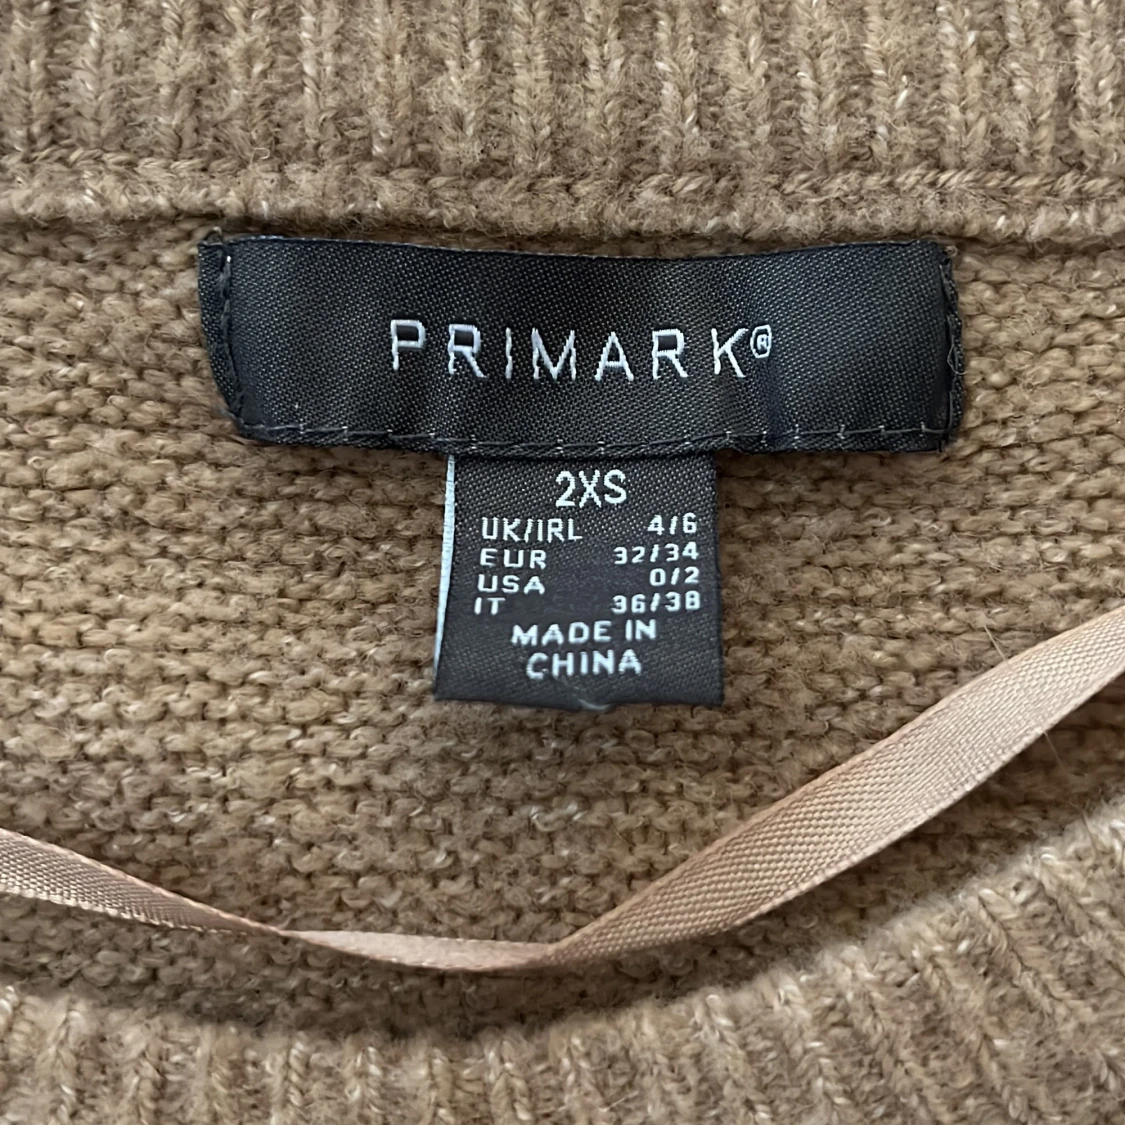 PRIMARK®
2XS
UK/IRL 4/6
EUR 32/34
USA 0/2
IT 36/38
MADE IN
CHINA